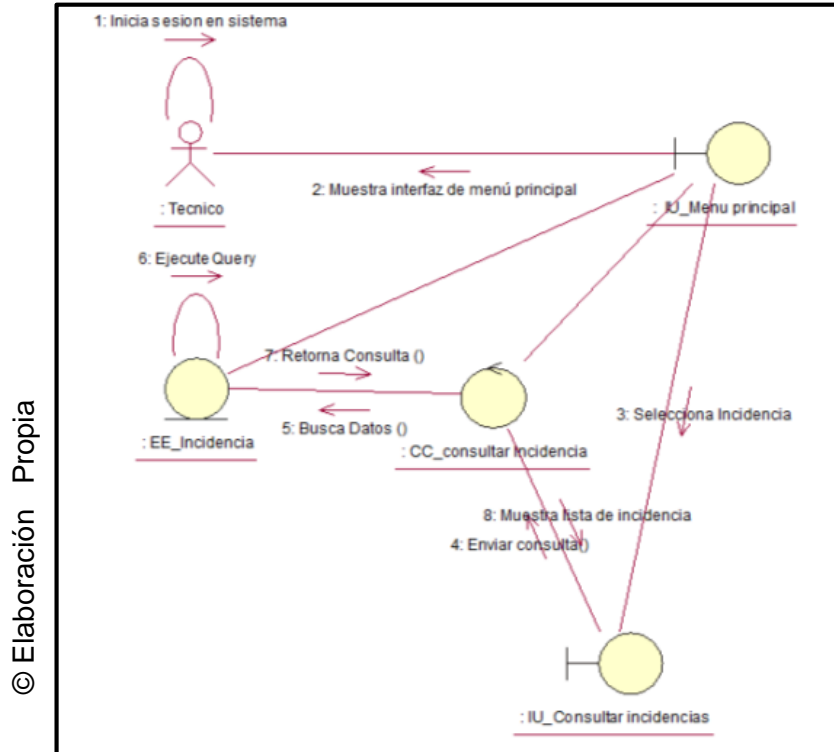 1: Inicia sesion en sistema
2: Muestra interfaz de menú principal
: Tecnico
: IU_Menu principal
6: Ejecute Query
7: Retorna Consulta ()
3: Selecciona Incidencia
5: Busca Datos ()
: EE_Incidencia
: CC_consultar incidencia
8: Muestra lista de incidencia
4: Enviar consulta()
: IU_Consultar incidencias
© Elaboración Propia